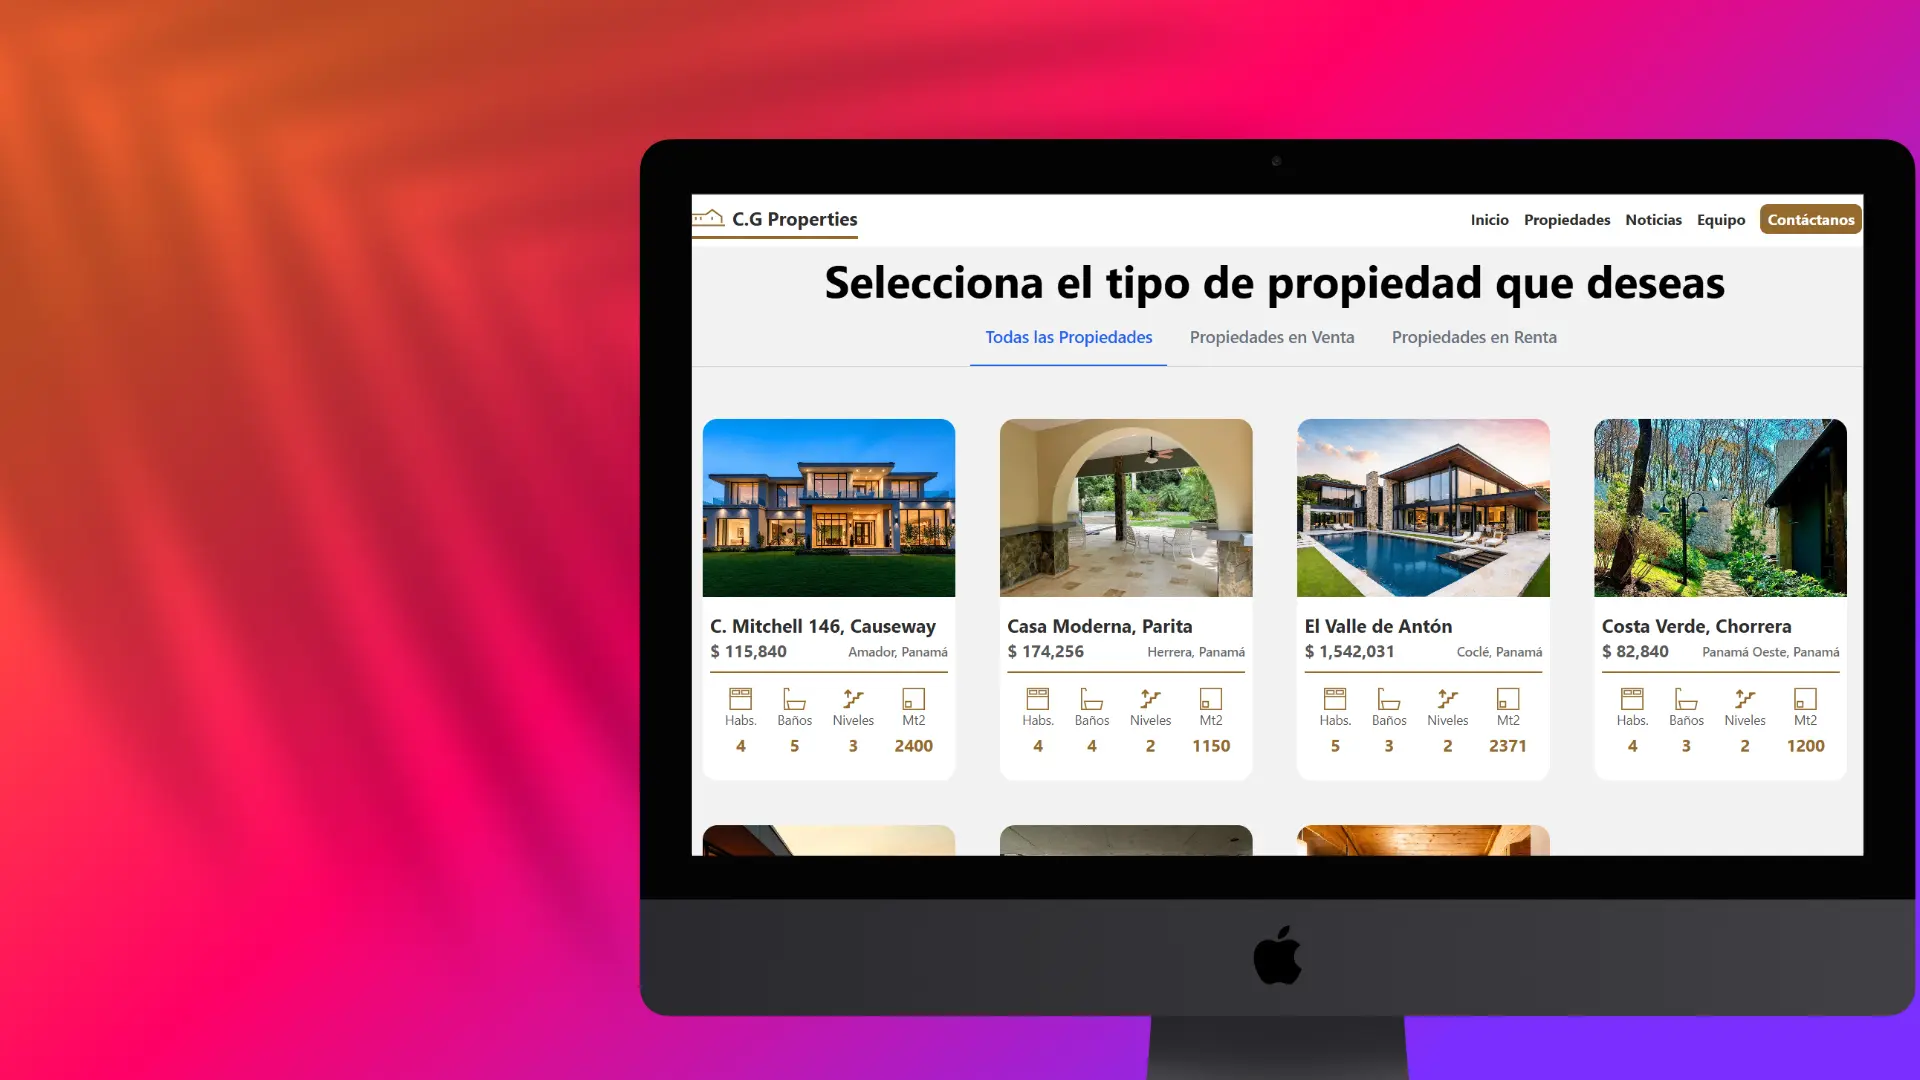 C.G Properties
Inicio Propiedades Noticias Equipo Contáctanos
Selecciona el tipo de propiedad que deseas
Todas las Propiedades Propiedades en Venta Propiedades en Renta
C. Mitchell 146, Causeway
$ 115,840 Amador, Panamá
Habs. Baños Niveles Mt2
4 5 3 2400
Casa Moderna, Parita
$ 174,256 Herrera, Panamá
Habs. Baños Niveles Mt2
4 4 2 1150
El Valle de Antón
$ 1,542,031 Coclé, Panamá
Habs. Baños Niveles Mt2
5 3 2 2371
Costa Verde, Chorrera
$ 82,840 Panamá Oeste, Panamá
Habs. Baños Niveles Mt2
4 3 2 1200